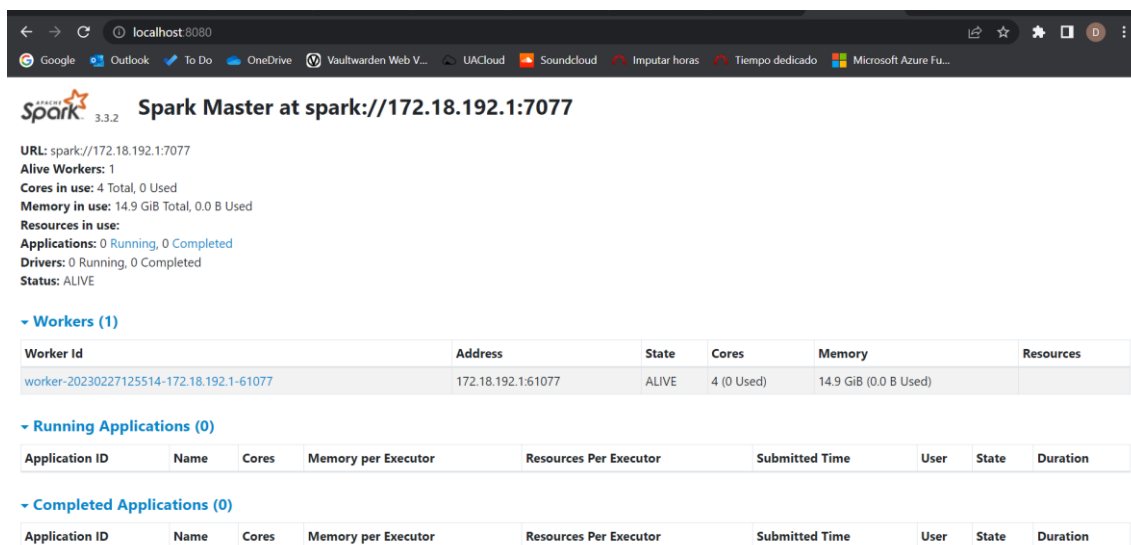 localhost:8080
D
Google Outlook To Do OneDrive Vaultwarden Web V... UACloud Soundcloud Imputar horas Tiempo dedicado Microsoft Azure Fu...
APACHE Spark 3.3.2 Spark Master at spark://172.18.192.1:7077
URL: spark://172.18.192.1:7077
Alive Workers: 1
Cores in use: 4 Total, 0 Used
Memory in use: 14.9 GiB Total, 0.0 B Used
Resources in use:
Applications: 0 Running, 0 Completed
Drivers: 0 Running, 0 Completed
Status: ALIVE
Workers (1)
Worker Id Address State Cores Memory Resources
worker-20230227125514-172.18.192.1-61077 172.18.192.1:61077 ALIVE 4 (0 Used) 14.9 GiB (0.0 B Used)
Running Applications (0)
Application ID Name Cores Memory per Executor Resources Per Executor Submitted Time User State Duration
Completed Applications (0)
Application ID Name Cores Memory per Executor Resources Per Executor Submitted Time User State Duration